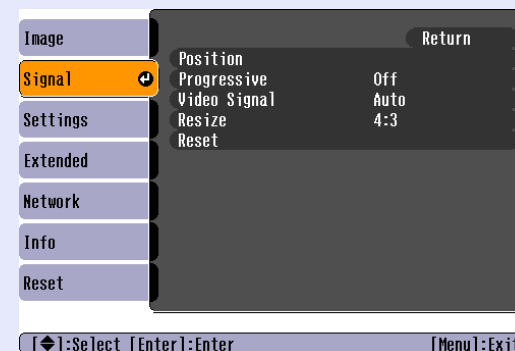 Image
Signal
Settings
Extended
Network
Info
Reset
Return
Position
Progressive Off
Video Signal Auto
Resize 4:3
Reset
[◆]:Select [Enter]:Enter [Menu]:Exit